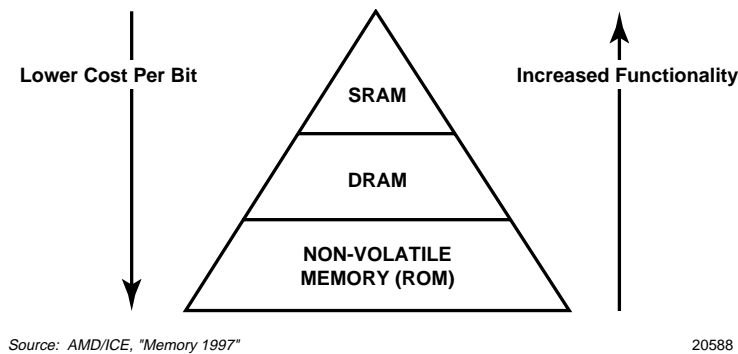 Lower Cost Per Bit
Increased Functionality
SRAM
DRAM
NON-VOLATILE
MEMORY (ROM)
Source: AMD/ICE, "Memory 1997"
20588